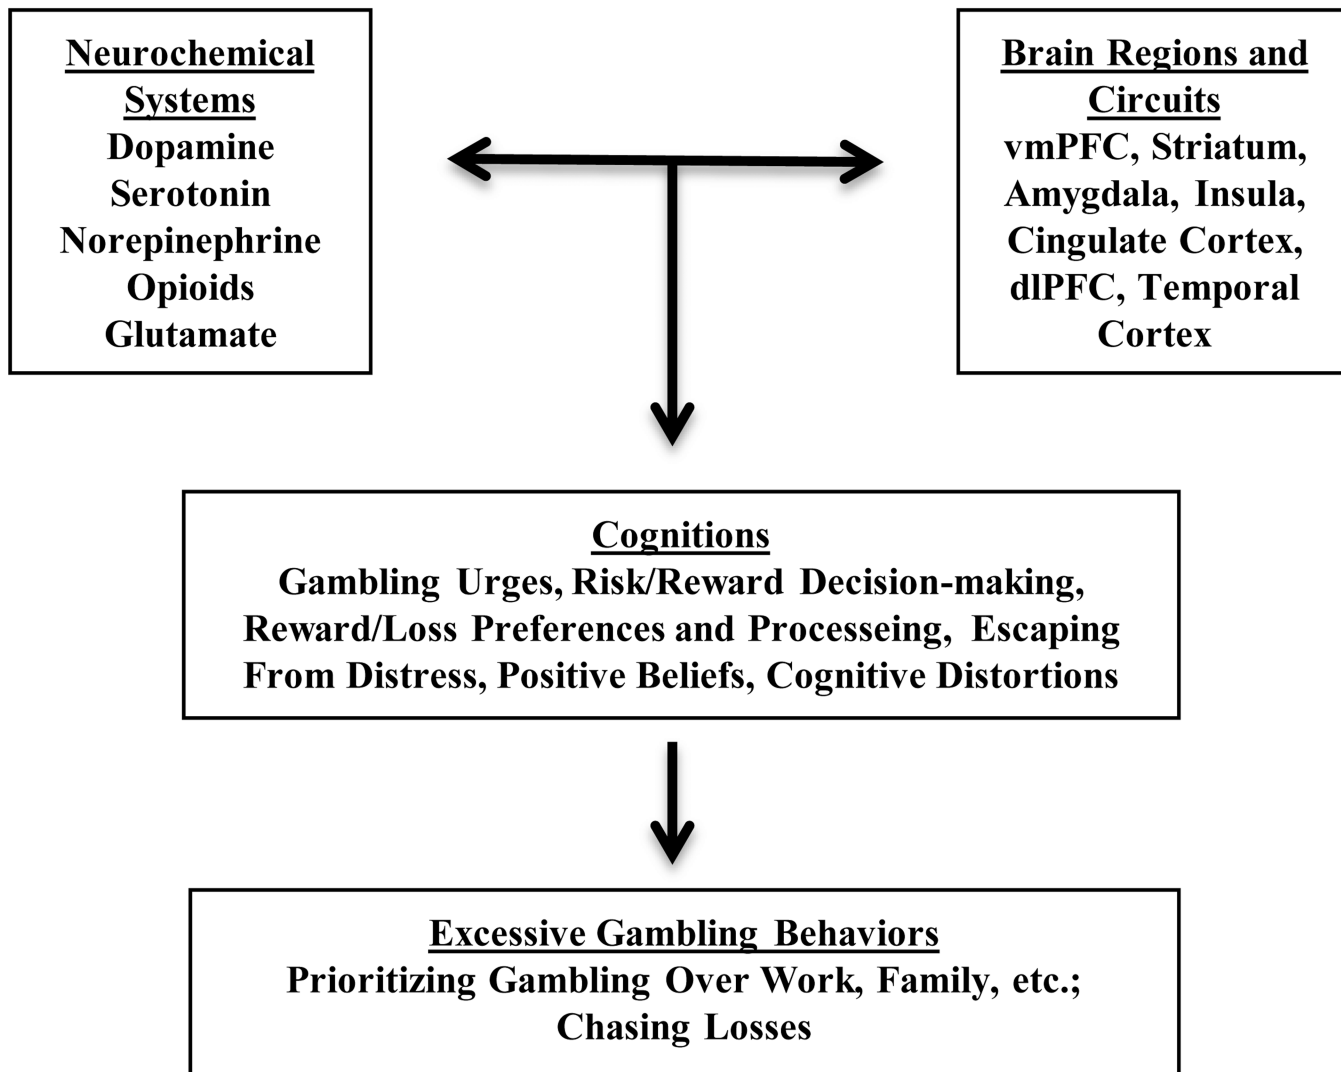 Neurochemical
Systems
Dopamine
Serotonin
Norepinephrine
Opioids
Glutamate
Brain Regions and
Circuits
vmPFC, Striatum,
Amygdala, Insula,
Cingulate Cortex,
dlPFC, Temporal
Cortex
Cognitions
Gambling Urges, Risk/Reward Decision-making,
Reward/Loss Preferences and Processeing, Escaping
From Distress, Positive Beliefs, Cognitive Distortions
Excessive Gambling Behaviors
Prioritizing Gambling Over Work, Family, etc.;
Chasing Losses